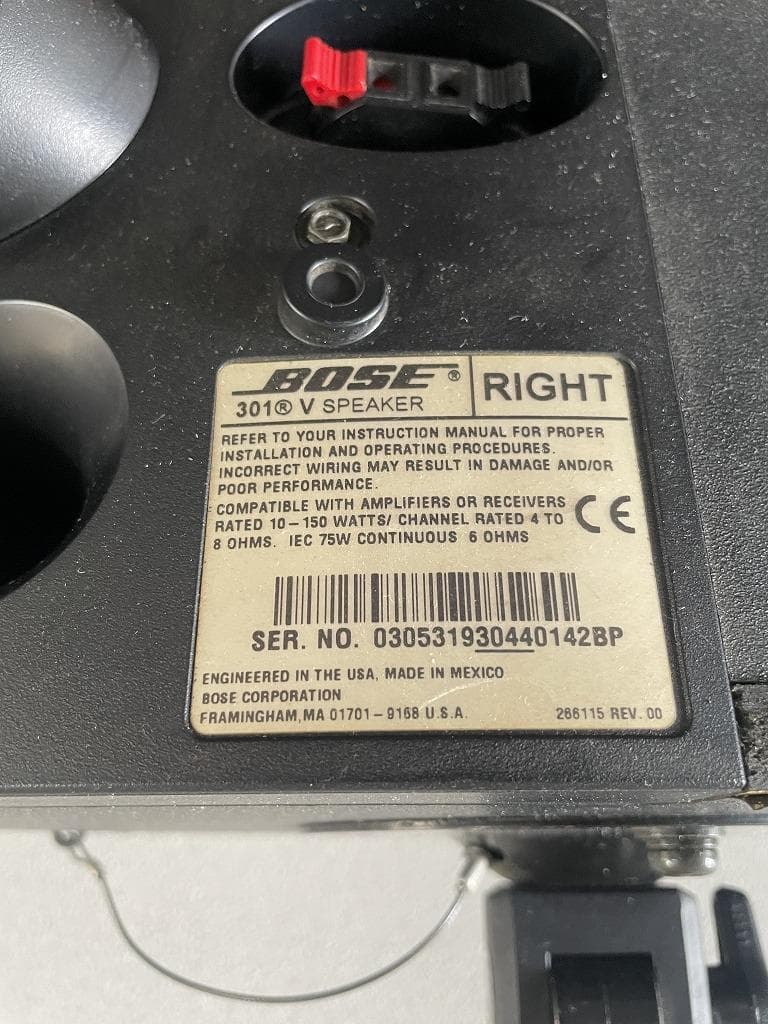 BOSE®
301® V SPEAKER
RIGHT
REFER TO YOUR INSTRUCTION MANUAL FOR PROPER
INSTALLATION AND OPERATING PROCEDURES.
INCORRECT WIRING MAY RESULT IN DAMAGE AND/OR
POOR PERFORMANCE.
COMPATIBLE WITH AMPLIFIERS OR RECEIVERS
RATED 10–150 WATTS/ CHANNEL RATED 4 TO
8 OHMS. IEC 75W CONTINUOUS 6 OHMS
CE
SER. NO. 030531930440142BP
ENGINEERED IN THE USA, MADE IN MEXICO
BOSE CORPORATION
FRAMINGHAM, MA 01701–9168 U.S.A.
266115 REV. 00